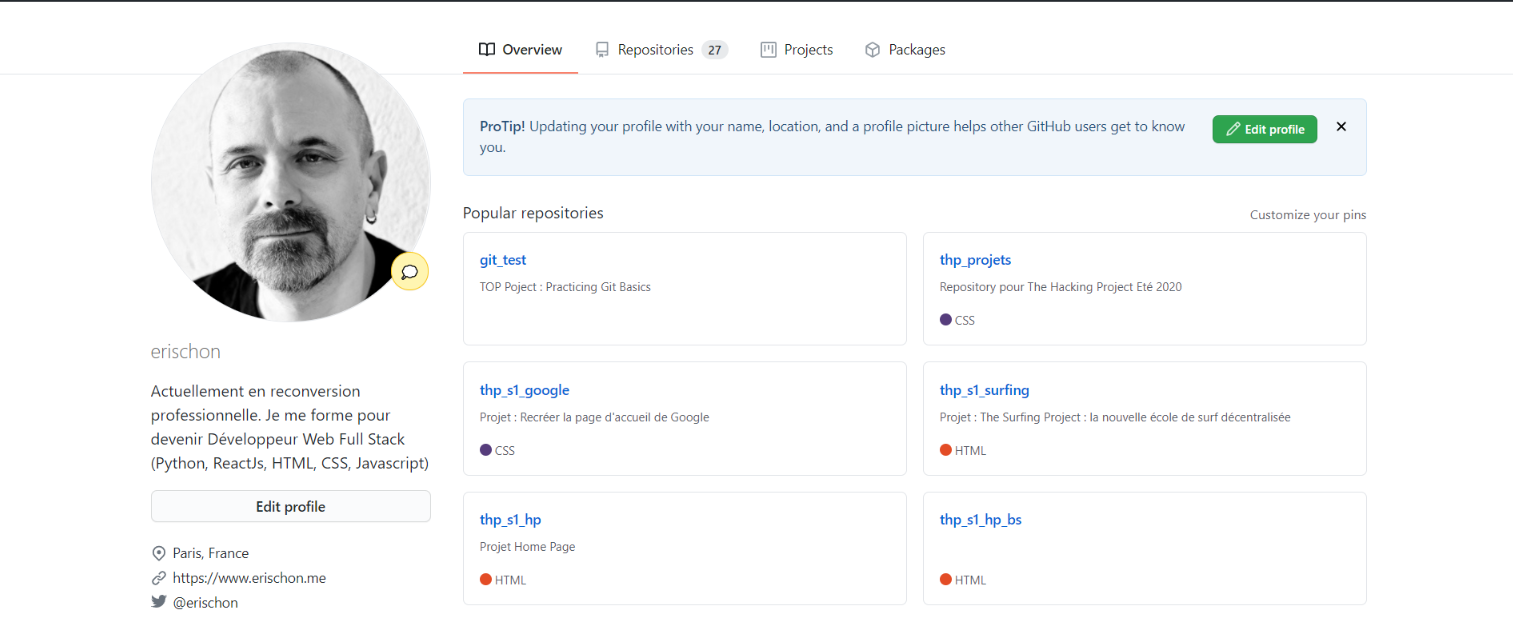 Overview
Repositories 27
Projects
Packages
ProTip! Updating your profile with your name, location, and a profile picture helps other GitHub users get to know
you.
Edit profile
erischon
Actuellement en reconversion
professionnelle. Je me forme pour
devenir Développeur Web Full Stack
(Python, ReactJs, HTML, CSS, Javascript)
Edit profile
Paris, France
https://www.erischon.me
@erischon
Popular repositories
Customize your pins
git_test
TOP Poject : Practicing Git Basics
thp_projets
Repository pour The Hacking Project Eté 2020
CSS
thp_s1_google
Projet : Recréer la page d'accueil de Google
CSS
thp_s1_surfing
Projet : The Surfing Project : la nouvelle école de surf décentralisée
HTML
thp_s1_hp
Projet Home Page
HTML
thp_s1_hp_bs
HTML